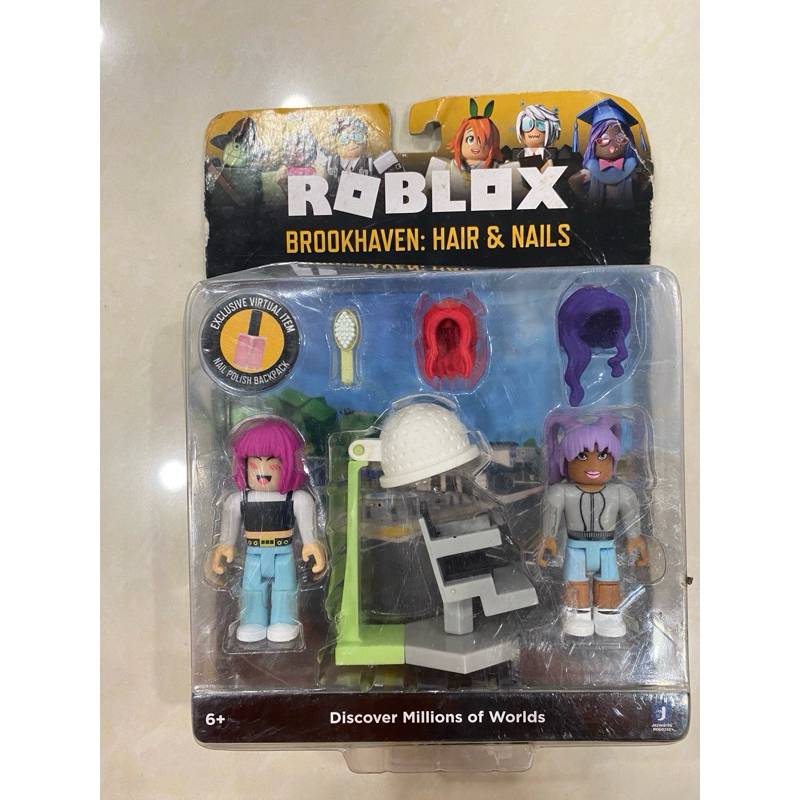 ROBLOX
BROOKHAVEN: HAIR & NAILS
EXCLUSIVE VIRTUAL ITEM
NAIL POLISH BACKPACK
6+
Discover Millions of Worlds